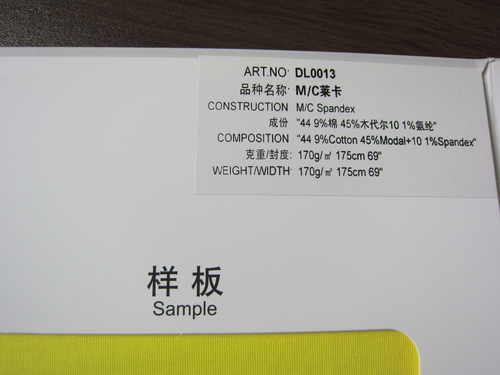 ART.NO: DL0013
品种名称: M/C莱卡
CONSTRUCTION M/C Spandex
成份 "44 9%棉 45%木代尔10 1%氨纶"
COMPOSITION "44 9%Cotton 45%Modal+10 1%Spandex"
克重/封度: 170g/㎡ 175cm 69"
WEIGHT/WIDTH: 170g/㎡ 175cm 69"
样板
Sample